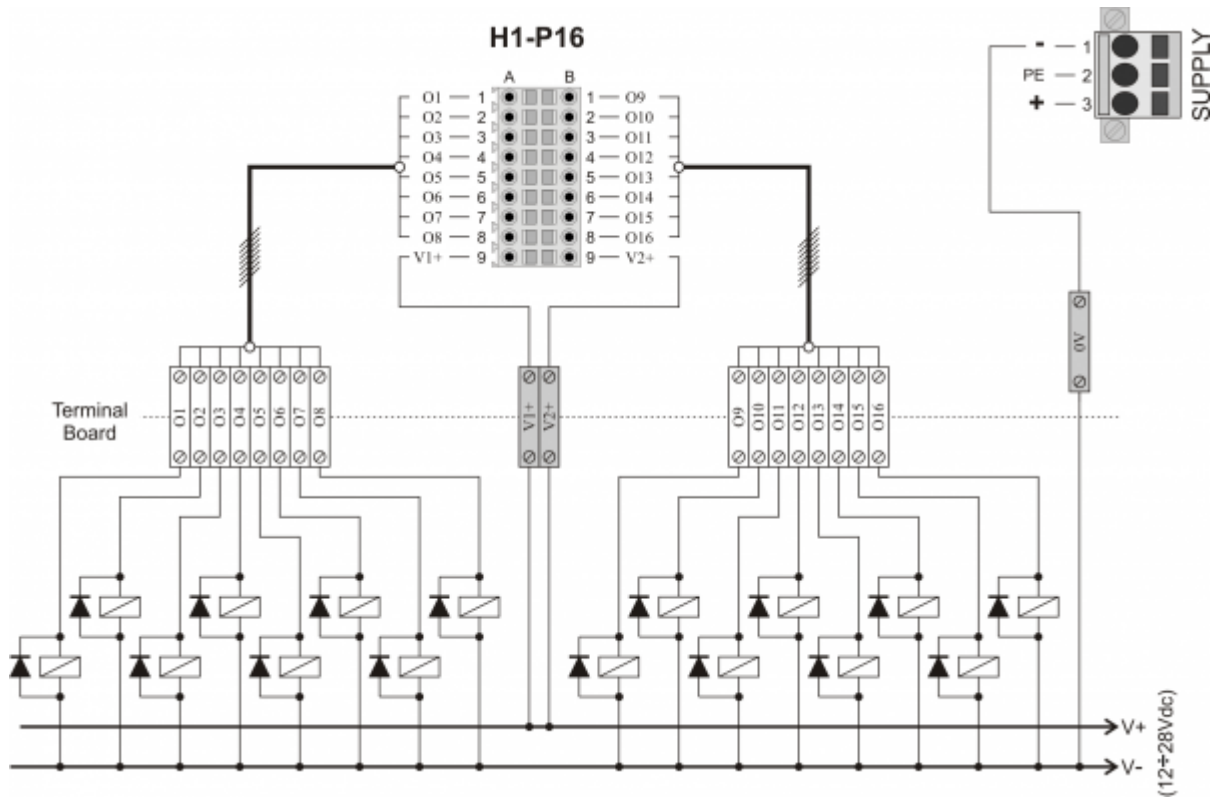 H1-P16
A B
O1 1 1 O9
O2 2 2 O10
O3 3 3 O11
O4 4 4 O12
O5 5 5 O13
O6 6 6 O14
O7 7 7 O15
O8 8 8 O16
V1+ 9 9 V2+
- 1
PE 2
+ 3
SUPPLY
Terminal
Board
O1 O2 O3 O4 O5 O6 O7 O8
V1+ V2+
O9 O10 O11 O12 O13 O14 O15 O16
0V
V+
V-
(12÷28Vdc)